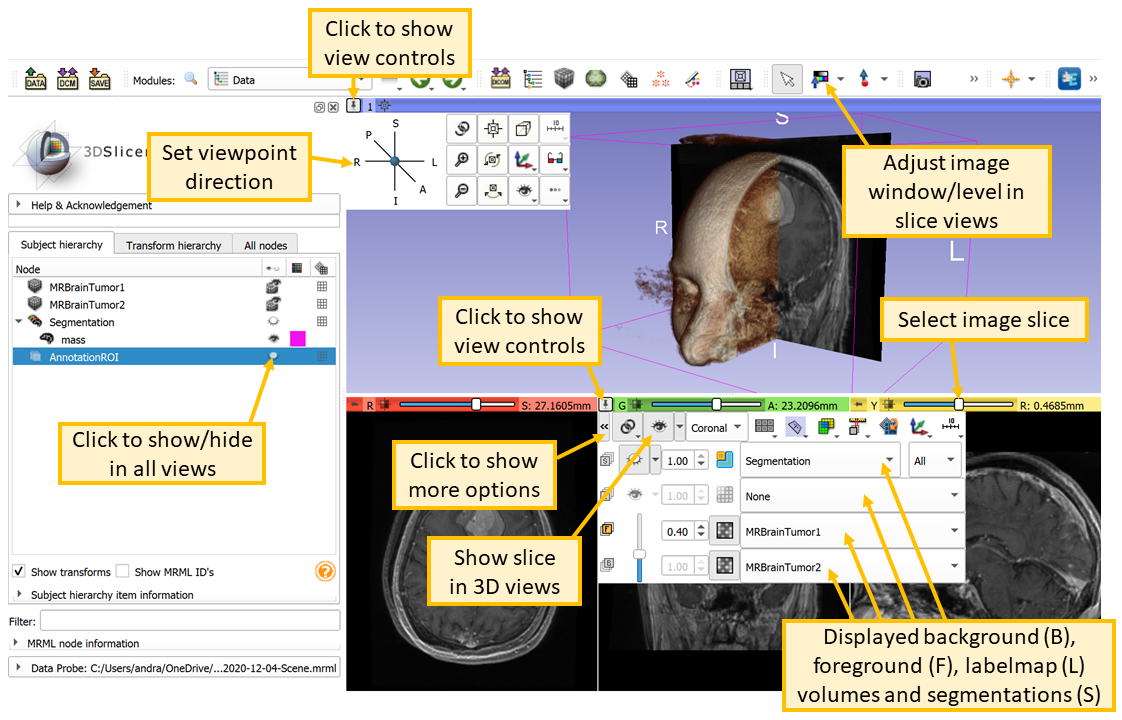 Click to show
view controls
DATA
DCM
SAVE
Modules:
Data
DICOM
1
3DSlicer
Set viewpoint
direction
S
P
R
L
A
I
Adjust image
window/level in
slice views
S
R
L
I
Help & Acknowledgement
Subject hierarchy
Transform hierarchy
All nodes
Node
MRBrainTumor1
MRBrainTumor2
Segmentation
mass
AnnotationROI
Click to show
view controls
Select image slice
R
S: 27.1605mm
G
A: 23.2096mm
Y
R: 0.4685mm
Click to show/hide
in all views
Click to show
more options
Coronal
S
1.00
Segmentation
All
1.00
None
F
0.40
MRBrainTumor1
B
1.00
MRBrainTumor2
Show slice
in 3D views
Show transforms
Show MRML ID's
Subject hierarchy item information
Filter:
MRML node information
Data Probe: C:/Users/andra/OneDrive/...2020-12-04-Scene.mrml
Displayed background (B),
foreground (F), labelmap (L)
volumes and segmentations (S)